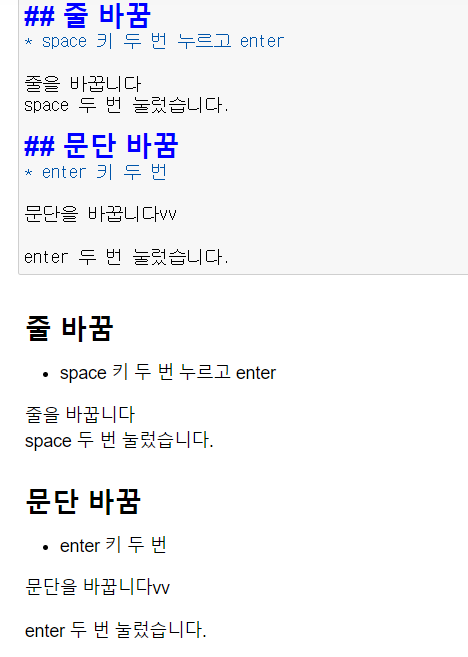 ## 줄 바꿈
* space 키 두 번 누르고 enter
줄을 바꿉니다
space 두 번 눌렀습니다.
## 문단 바꿈
* enter 키 두 번
문단을 바꿉니다vv
enter 두 번 눌렀습니다.
줄 바꿈
• space 키 두 번 누르고 enter
줄을 바꿉니다
space 두 번 눌렀습니다.
문단 바꿈
• enter 키 두 번
문단을 바꿉니다vv
enter 두 번 눌렀습니다.